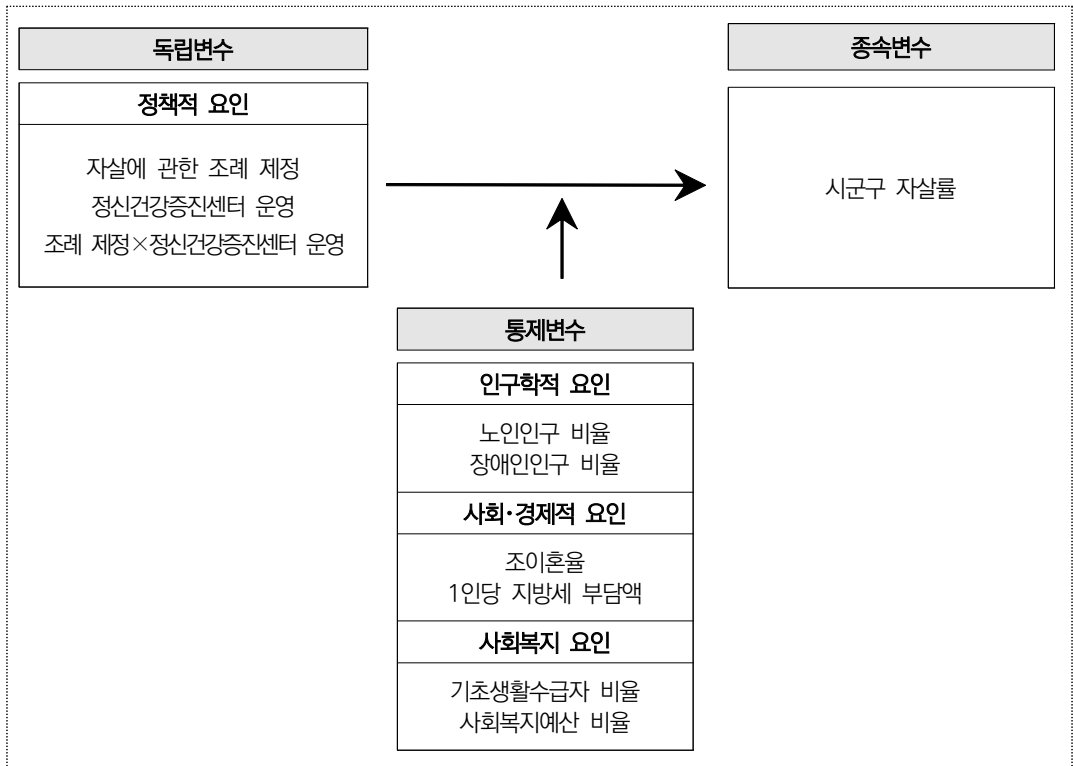 독립변수
정책적 요인
자살에 관한 조례 제정
정신건강증진센터 운영
조례 제정×정신건강증진센터 운영
종속변수
시군구 자살률
통제변수
인구학적 요인
노인인구 비율
장애인인구 비율
사회·경제적 요인
조이혼율
1인당 지방세 부담액
사회복지 요인
기초생활수급자 비율
사회복지예산 비율